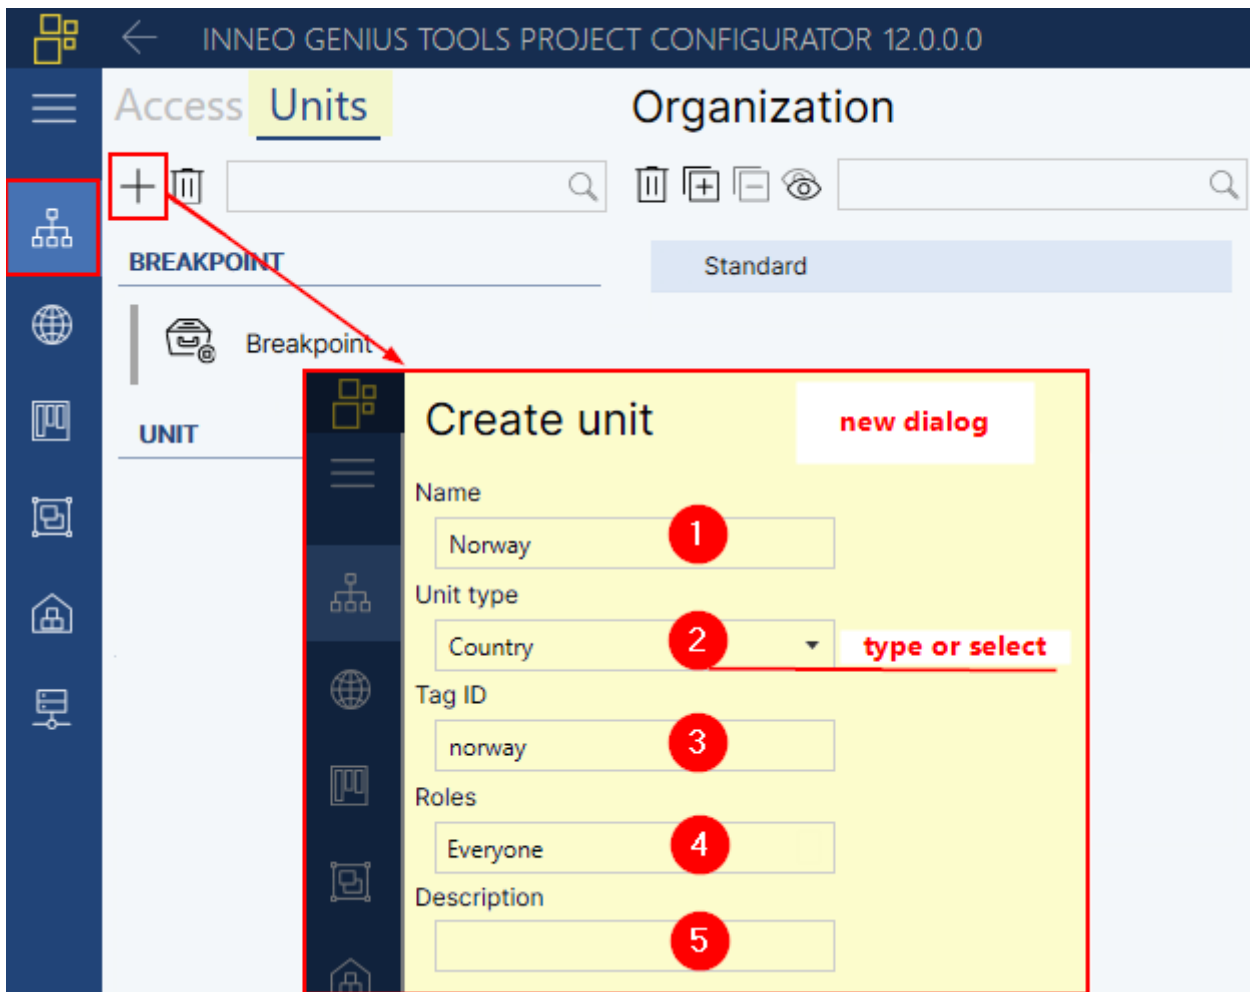 INNEO GENIUS TOOLS PROJECT CONFIGURATOR 12.0.0.0
Access Units
Organization
BREAKPOINT
Standard
Breakpoint
UNIT
Create unit
new dialog
Name
Norway
1
Unit type
Country
2
type or select
Tag ID
norway
3
Roles
Everyone
4
Description
5